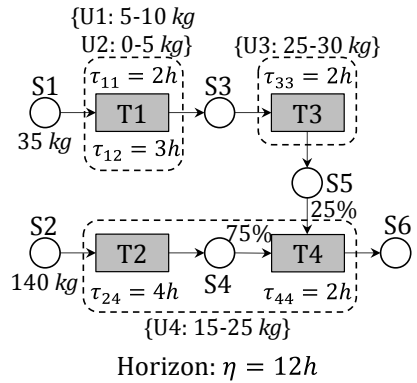 {U1: 5-10 kg
U2: 0-5 kg} {U3: 25-30 kg}
τ₁₁ = 2h τ₃₃ = 2h
S1 T1 S3 T3
35 kg τ₁₂ = 3h
S5
25%
S2 T2 75% T4 S6
140 kg τ₂₄ = 4h S4 τ₄₄ = 2h
{U4: 15-25 kg}
Horizon: η = 12h